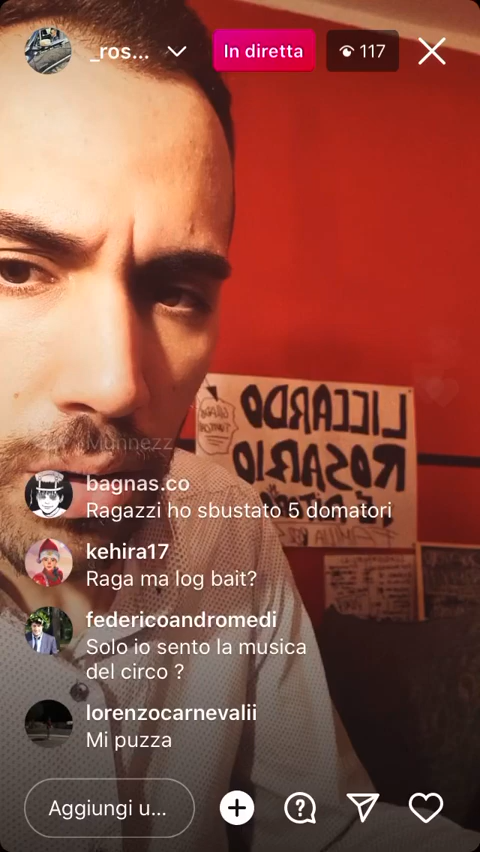 _ros...
In diretta
117
LICCARDO
ROSARIO
Munnezz
bagnas.co
Ragazzi ho sbustato 5 domatori
kehira17
Raga ma log bait?
federicoandromedi
Solo io sento la musica
del circo ?
lorenzocarnevalii
Mi puzza
Aggiungi u...